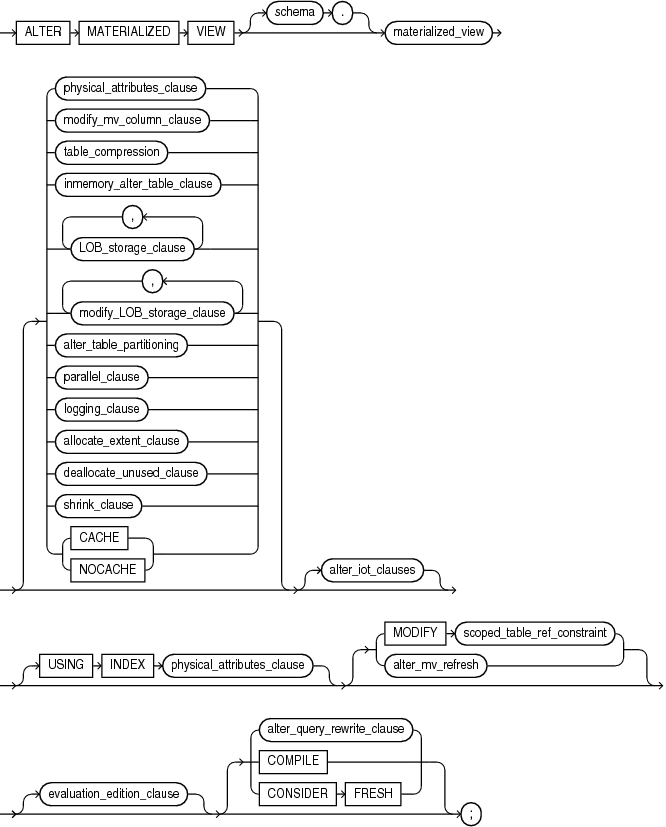 ALTER MATERIALIZED VIEW schema . materialized_view
physical_attributes_clause
modify_mv_column_clause
table_compression
inmemory_alter_table_clause
,
LOB_storage_clause
,
modify_LOB_storage_clause
alter_table_partitioning
parallel_clause
logging_clause
allocate_extent_clause
deallocate_unused_clause
shrink_clause
CACHE
NOCACHE
alter_iot_clauses
USING INDEX physical_attributes_clause
MODIFY scoped_table_ref_constraint
alter_mv_refresh
evaluation_edition_clause
alter_query_rewrite_clause
COMPILE
CONSIDER FRESH
;